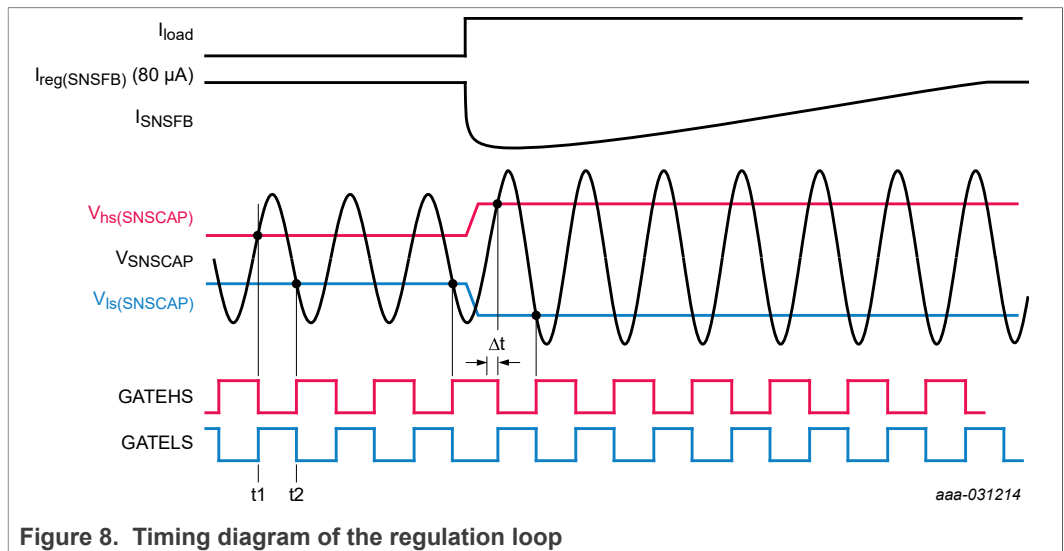 Iload
Ireg(SNSFB) (80 µA)
ISNSFB
Vhs(SNSCAP)
VSNSCAP
Vls(SNSCAP)
Δt
GATEHS
GATELS
t1 t2
aaa-031214
Figure 8. Timing diagram of the regulation loop